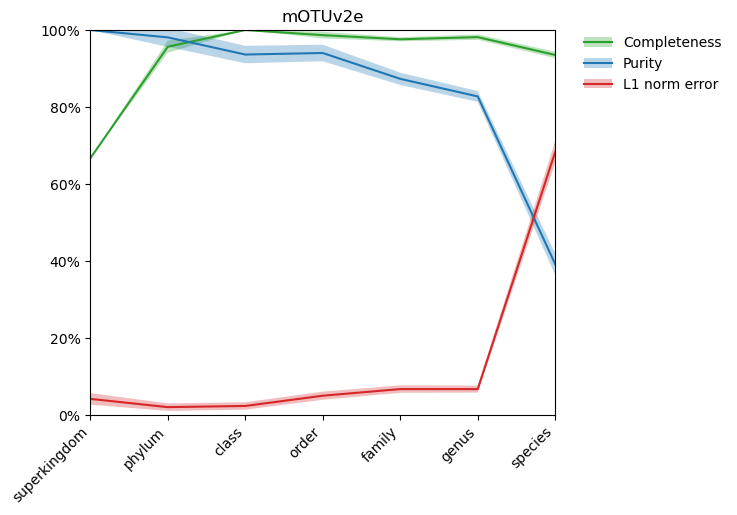 mOTUv2e
100%
80%
60%
40%
20%
0%
superkingdom
phylum
class
order
family
genus
species
Completeness
Purity
L1 norm error